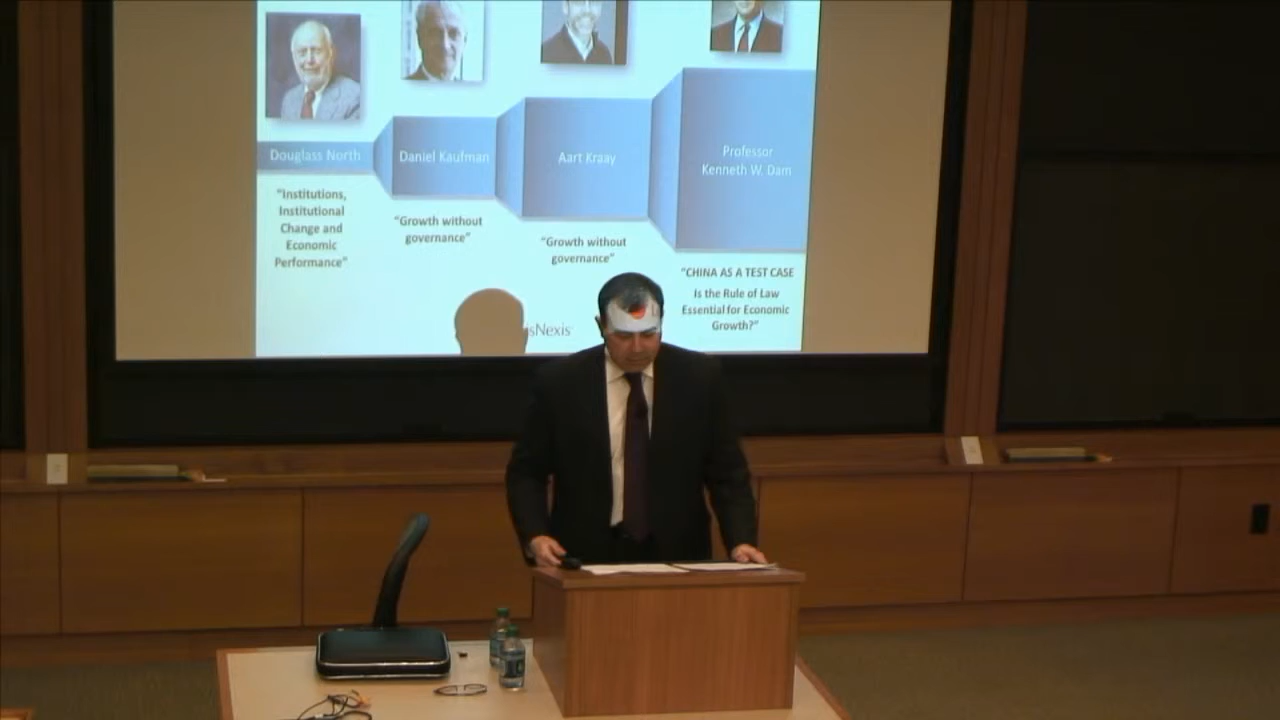 Douglass North
"Institutions,
Institutional
Change and
Economic
Performance"
Daniel Kaufman
"Growth without
governance"
Aart Kraay
"Growth without
governance"
Professor
Kenneth W. Dam
"CHINA AS A TEST CASE
Is the Rule of Law
Essential for Economic
Growth?"
sNexis